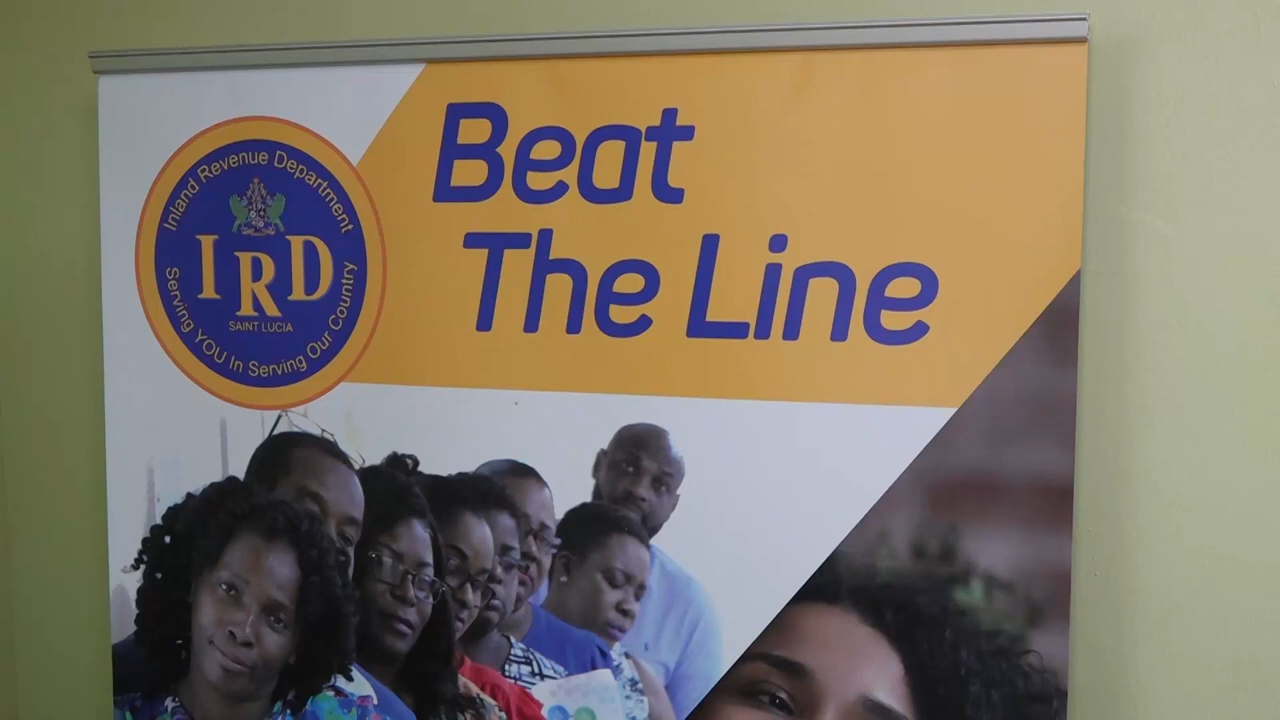 Inland Revenue Department
IRD
SAINT LUCIA
Serving YOU In Serving Our Country
Beat
The Line